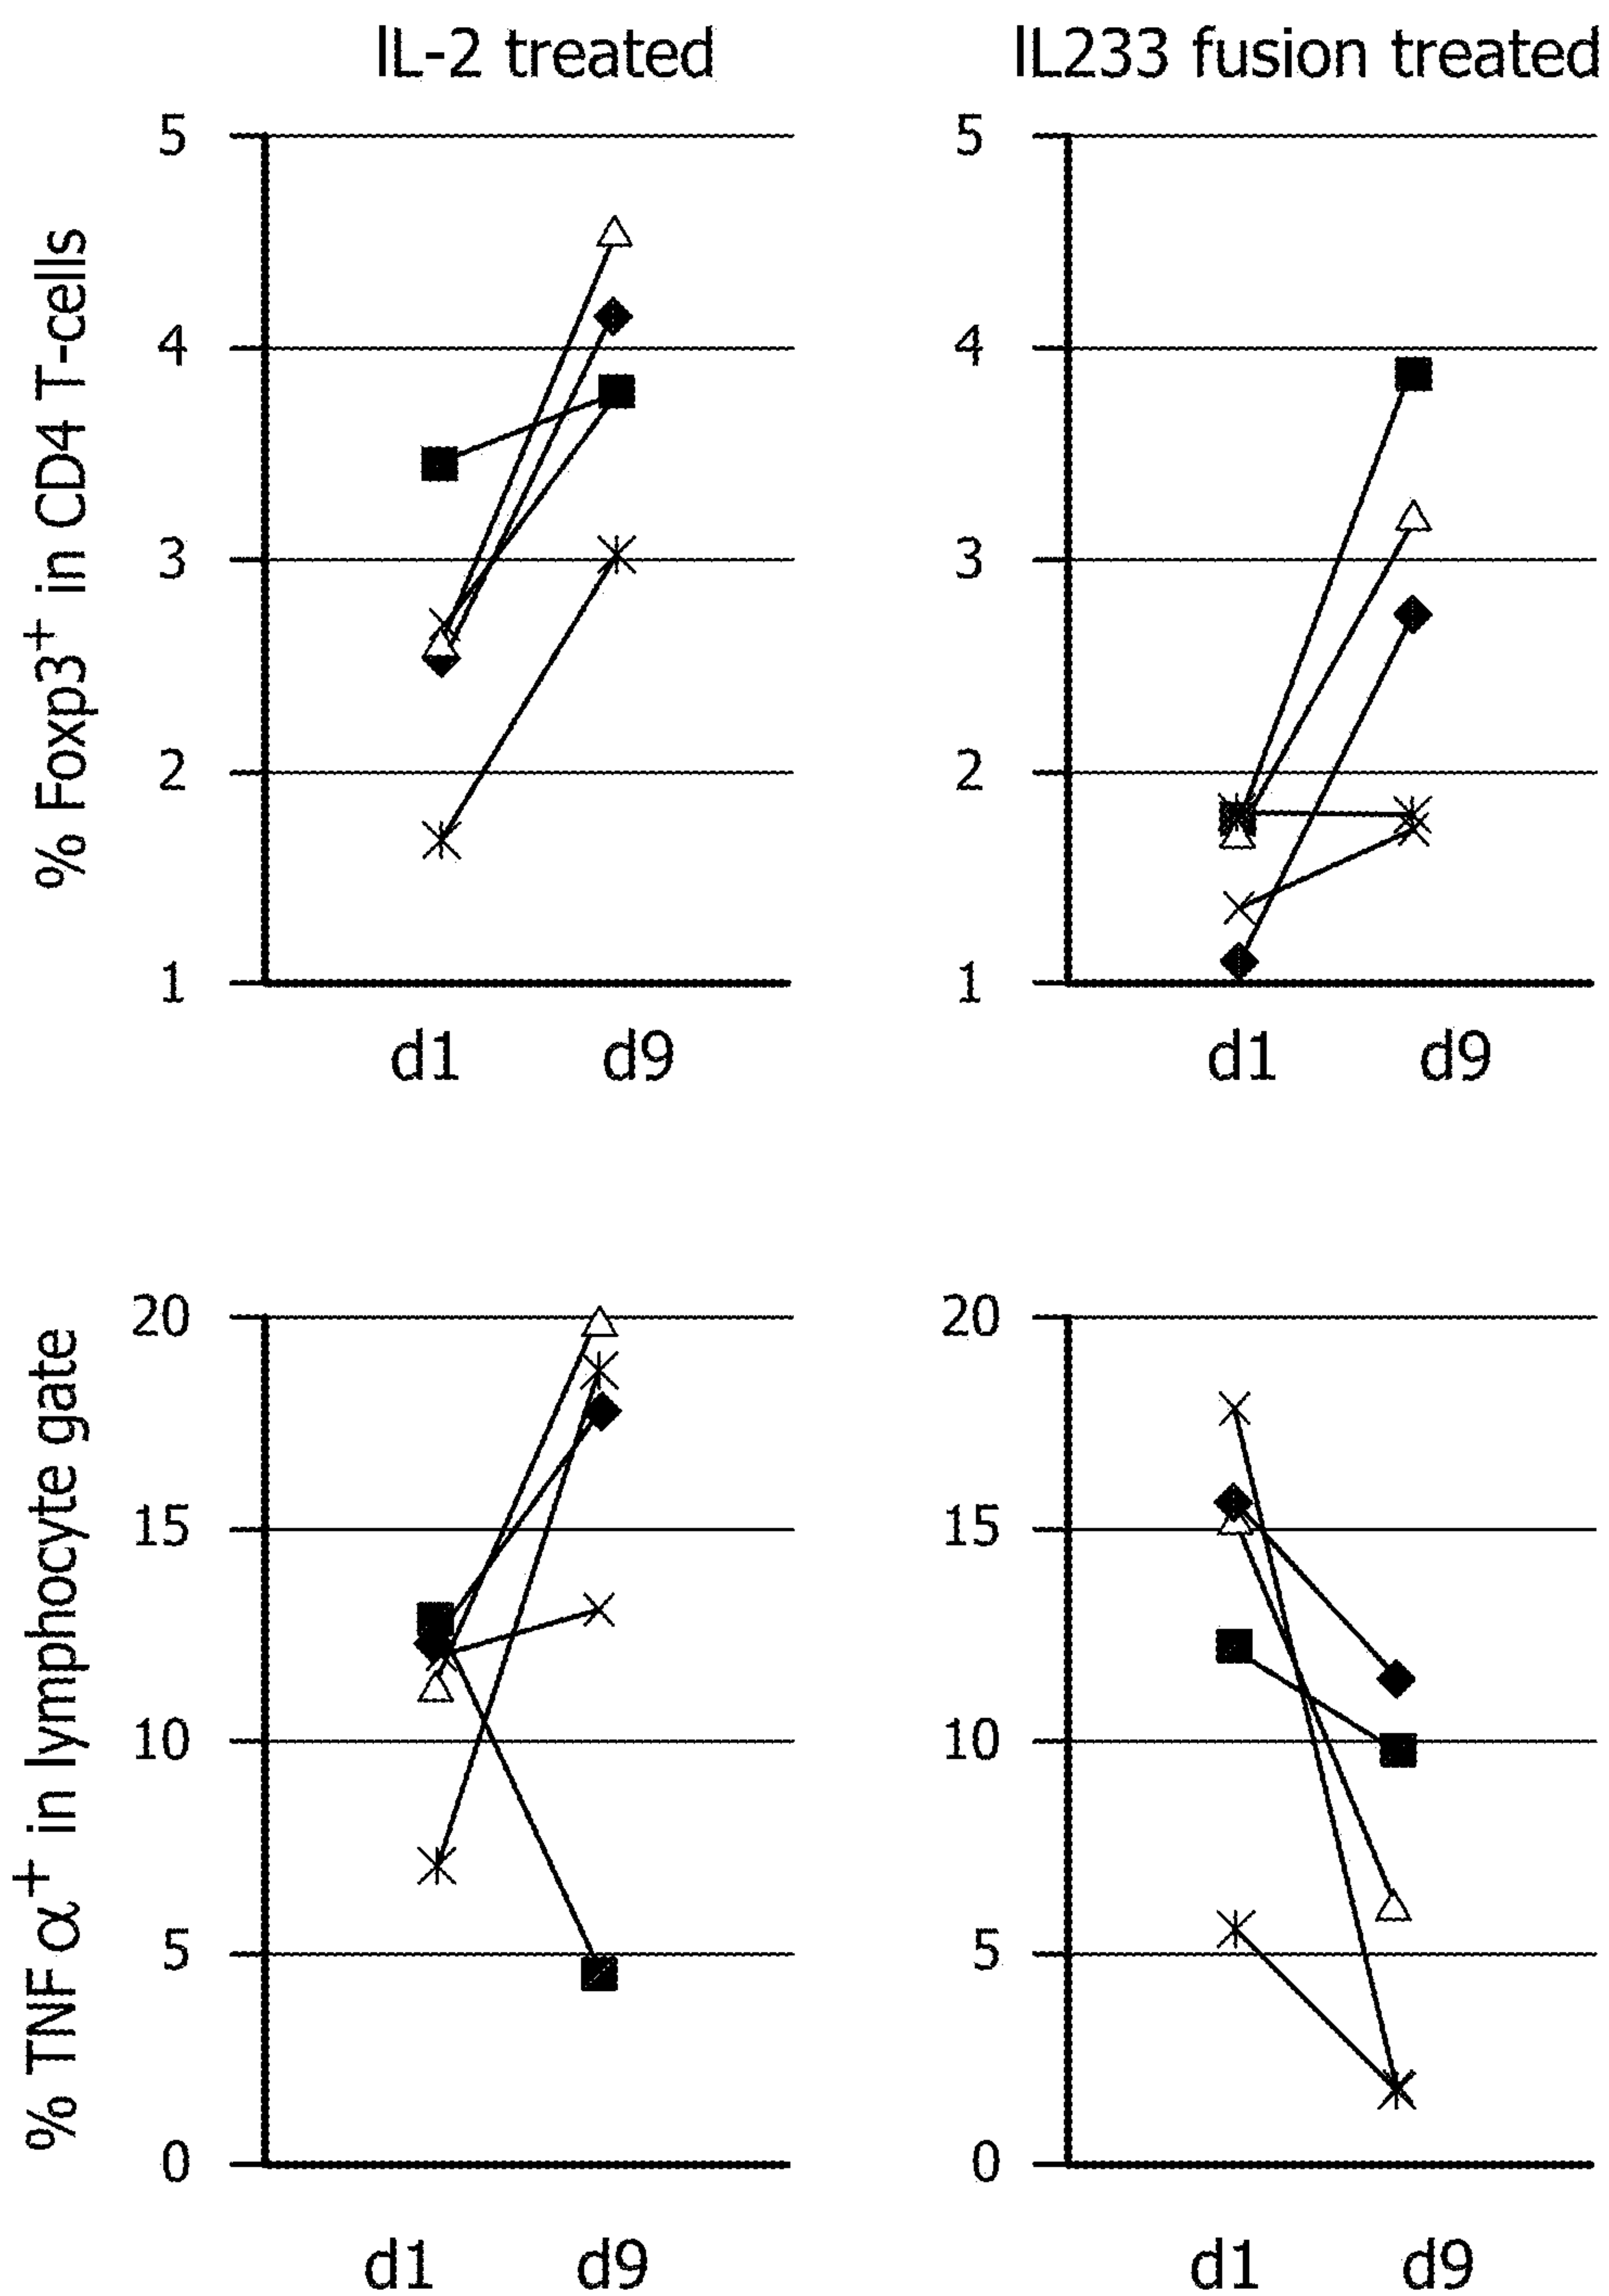 IL-2 treated
IL233 fusion treated
% Foxp3⁺ in CD4 T-cells
5
4
3
2
1
d1 d9
5
4
3
2
1
d1 d9
% TNF α⁺ in lymphocyte gate
20
15
10
5
0
d1 d9
20
15
10
5
0
d1 d9